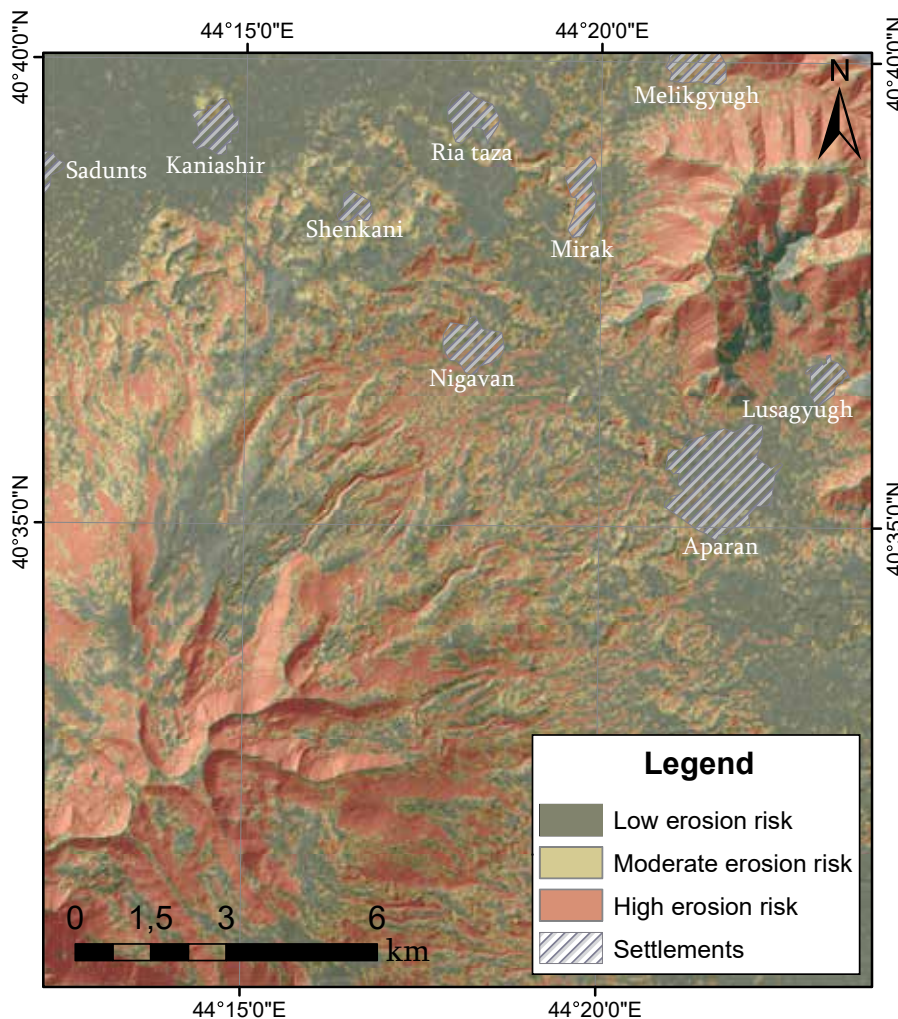 44°15'0"E 44°20'0"E
40°40'0"N 40°40'0"N
N
Melikgyugh
Ria taza
Kaniashir
Sadunts
Shenkani
Mirak
Nigavan
Lusagyugh
40°35'0"N 40°35'0"N
Aparan
Legend
Low erosion risk
Moderate erosion risk
High erosion risk
Settlements
0 1,5 3 6
km
44°15'0"E 44°20'0"E